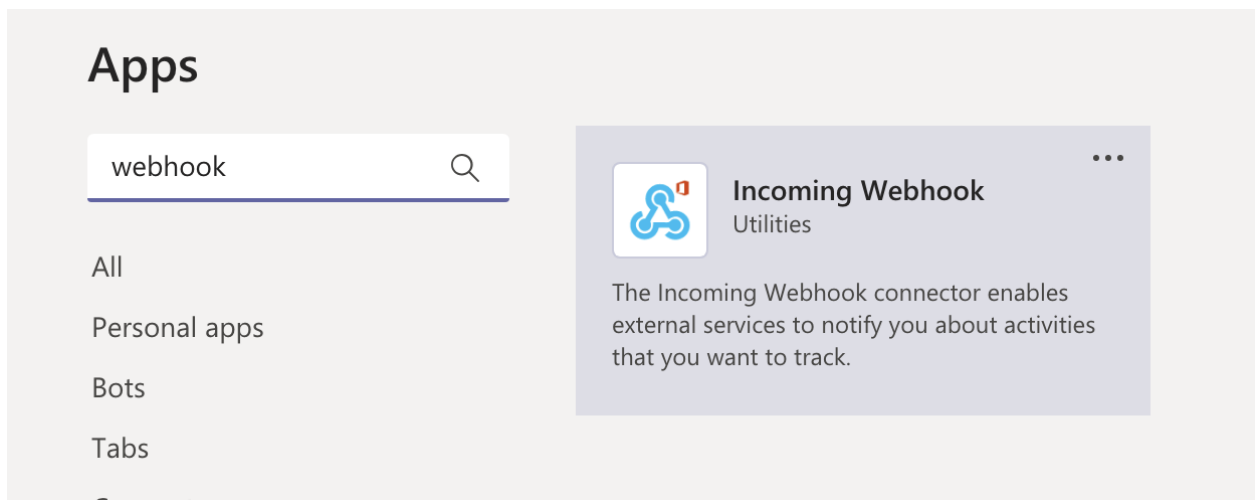 Apps
webhook
All
Personal apps
Bots
Tabs
Incoming Webhook
Utilities
The Incoming Webhook connector enables
external services to notify you about activities
that you want to track.